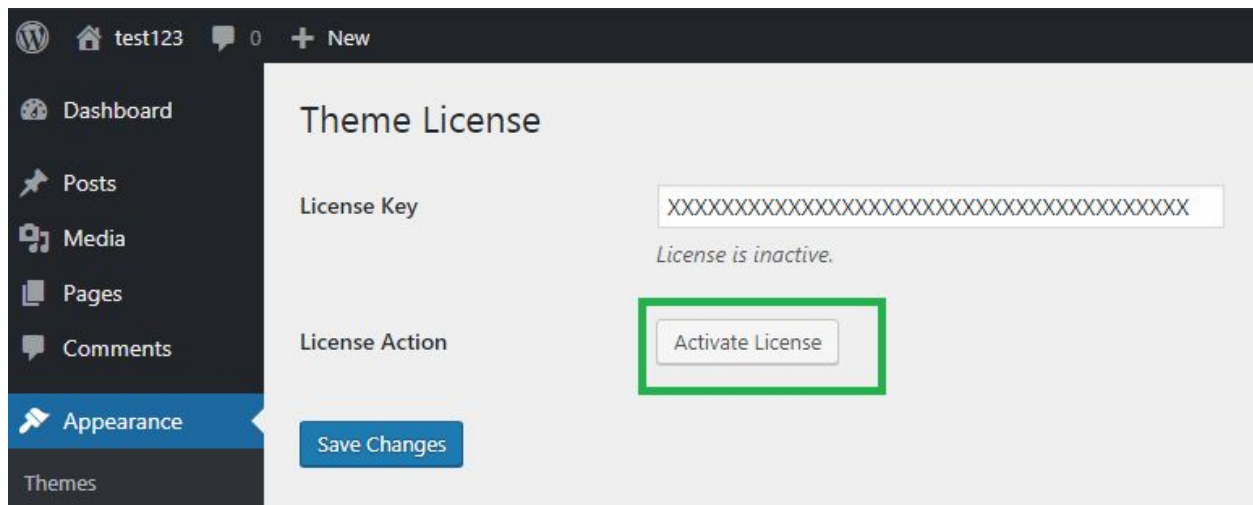 test123 0 New
Dashboard
Posts
Media
Pages
Comments
Appearance
Themes
Theme License
License Key XXXXXXXXXXXXXXXXXXXXXXXXXXXXXXXXXXXXXXX
License is inactive.
License Action Activate License
Save Changes